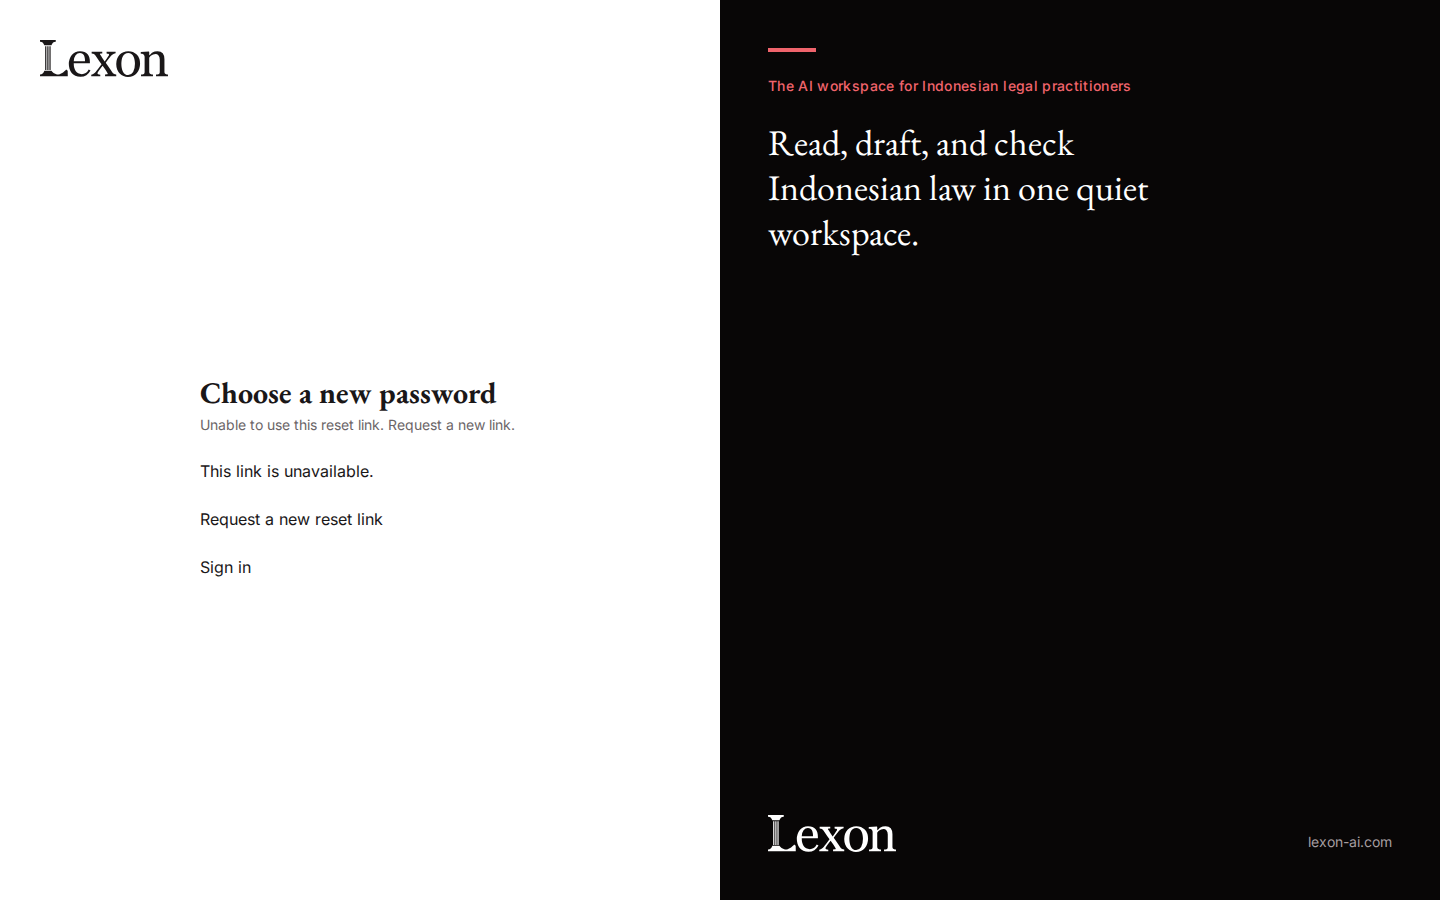 Lexon
Choose a new password
Unable to use this reset link. Request a new link.
This link is unavailable.
Request a new reset link
Sign in
The AI workspace for Indonesian legal practitioners
Read, draft, and check
Indonesian law in one quiet
workspace.
Lexon
lexon-ai.com